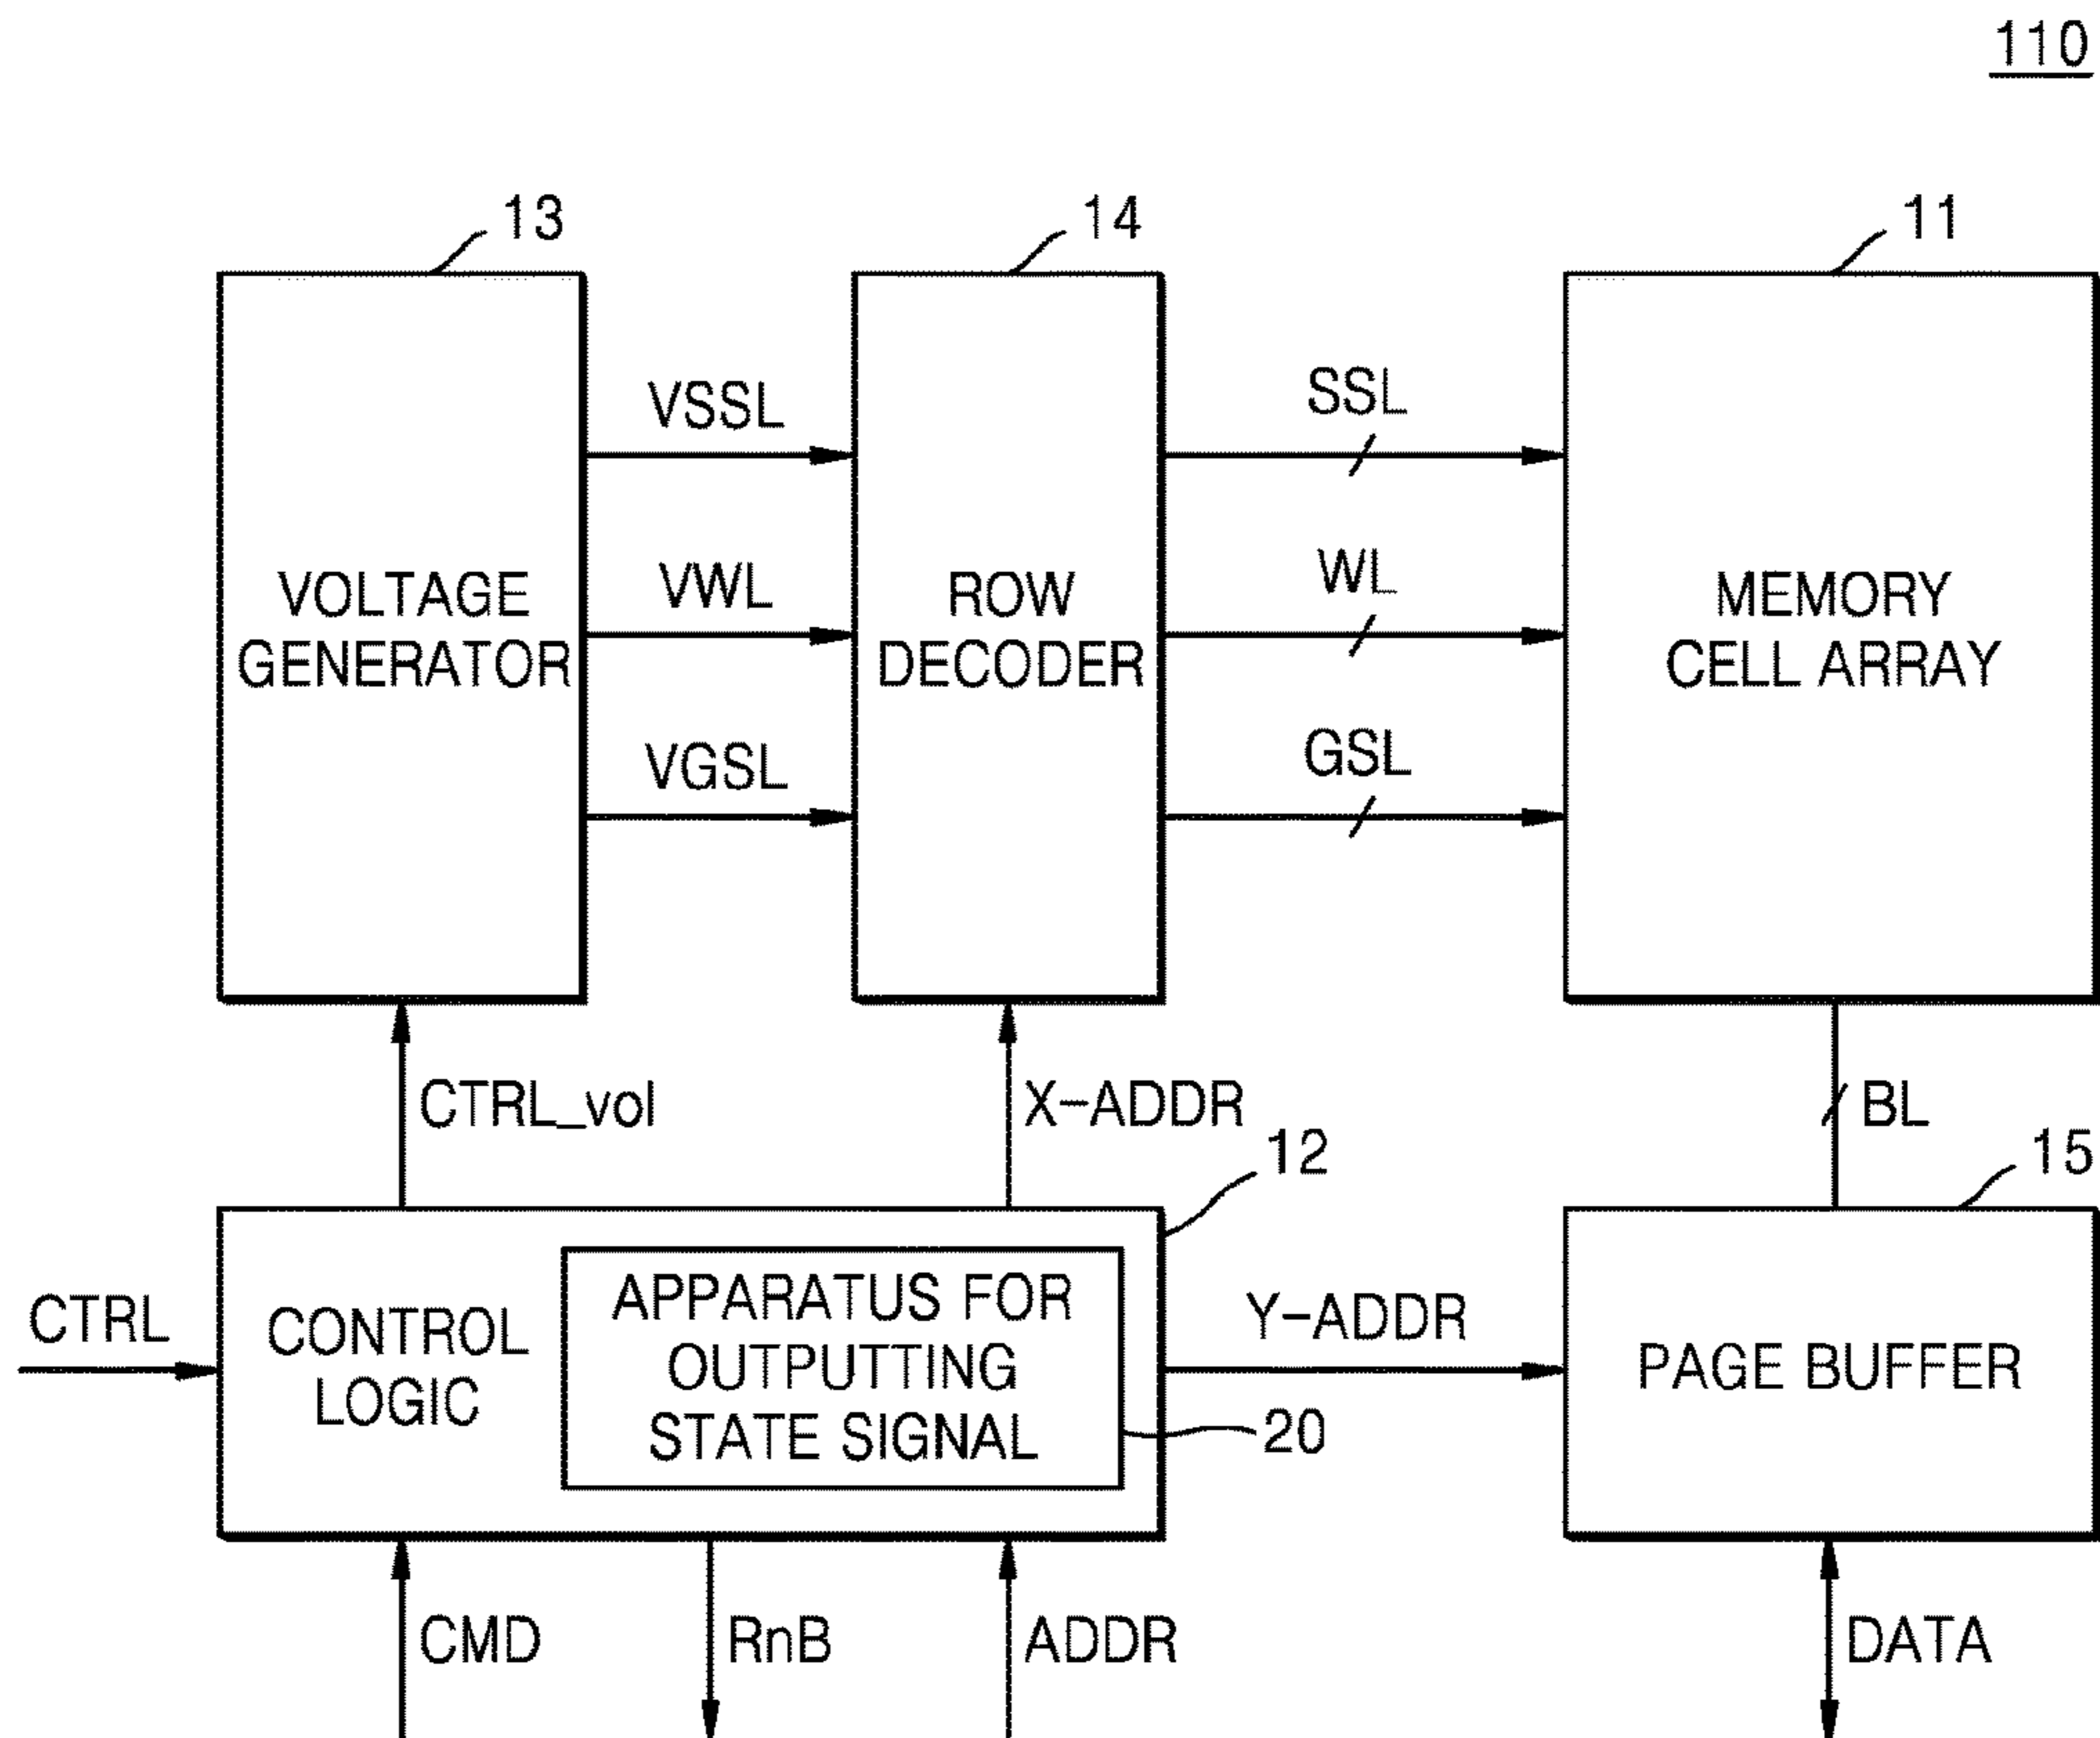 110
13
14
11
VSSL
SSL
VOLTAGE
GENERATOR
VWL
ROW
DECODER
WL
MEMORY
CELL ARRAY
VGSL
GSL
CTRL_vol
X-ADDR
BL
12
15
CTRL
CONTROL
LOGIC
APPARATUS FOR
OUTPUTTING
STATE SIGNAL
20
Y-ADDR
PAGE BUFFER
CMD
RnB
ADDR
DATA